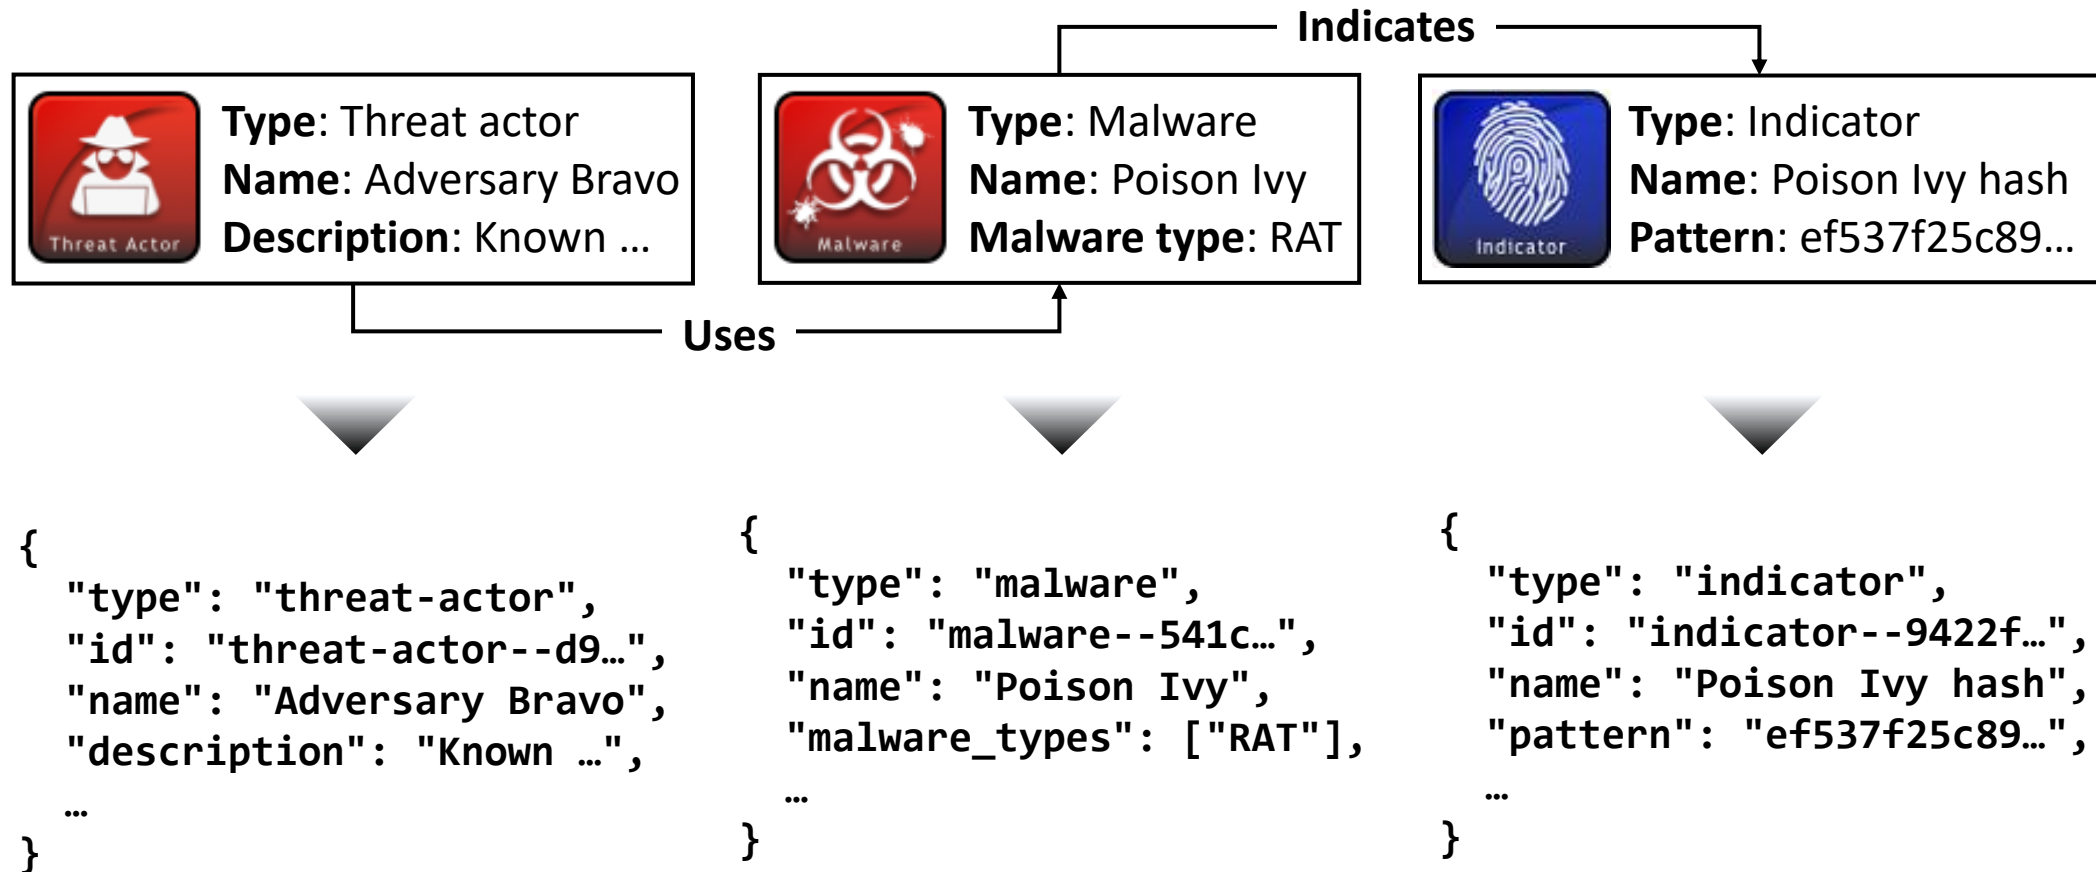 Indicates
Threat Actor
Type: Threat actor
Name: Adversary Bravo
Description: Known …
Malware
Type: Malware
Name: Poison Ivy
Malware type: RAT
Indicator
Type: Indicator
Name: Poison Ivy hash
Pattern: ef537f25c89…
Uses
{
"type": "threat-actor",
"id": "threat-actor--d9…",
"name": "Adversary Bravo",
"description": "Known …",
…
}
{
"type": "malware",
"id": "malware--541c…",
"name": "Poison Ivy",
"malware_types": ["RAT"],
…
}
{
"type": "indicator",
"id": "indicator--9422f…",
"name": "Poison Ivy hash",
"pattern": "ef537f25c89…",
…
}